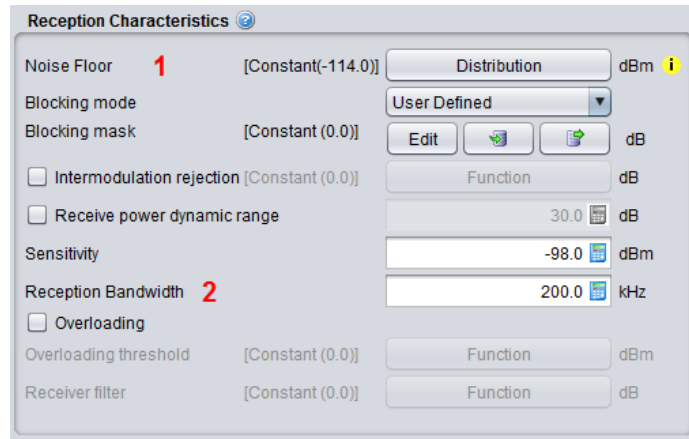 Reception Characteristics ?
Noise Floor 1 [Constant(-114.0)] Distribution dBm i
Blocking mode User Defined
Blocking mask [Constant (0.0)] Edit dB
Intermodulation rejection [Constant (0.0)] Function dB
Receive power dynamic range 30.0 dB
Sensitivity -98.0 dBm
Reception Bandwidth 2 200.0 kHz
Overloading
Overloading threshold [Constant (0.0)] Function dBm
Receiver filter [Constant (0.0)] Function dB